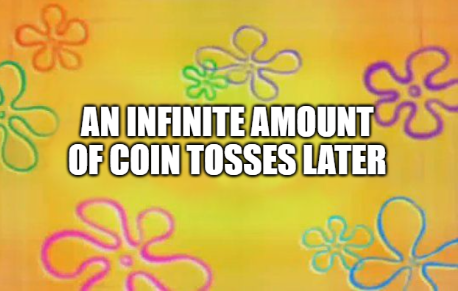 AN INFINITE AMOUNT
OF COIN TOSSES LATER